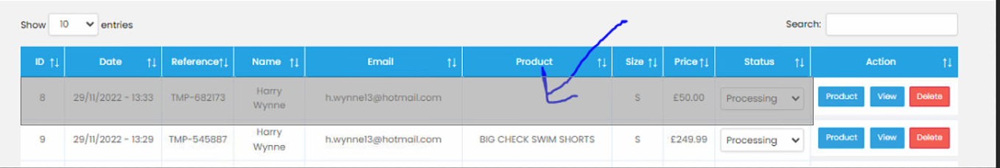 Show 10 entries Search:
ID Date Reference Name Email Product Size Price Status Action
8 29/11/2022 - 13:33 TMP-682173 Harry Wynne h.wynne13@hotmail.com S £50.00 Processing Product View Delete
9 29/11/2022 - 13:29 TMP-545887 Harry Wynne h.wynne13@hotmail.com BIG CHECK SWIM SHORTS S £249.99 Processing Product View Delete